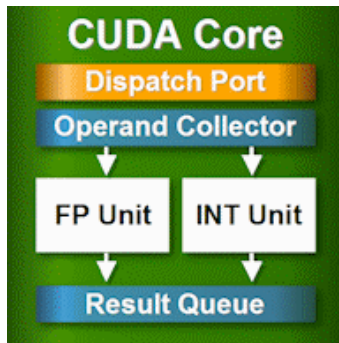 CUDA Core
Dispatch Port
Operand Collector
FP Unit
INT Unit
Result Queue